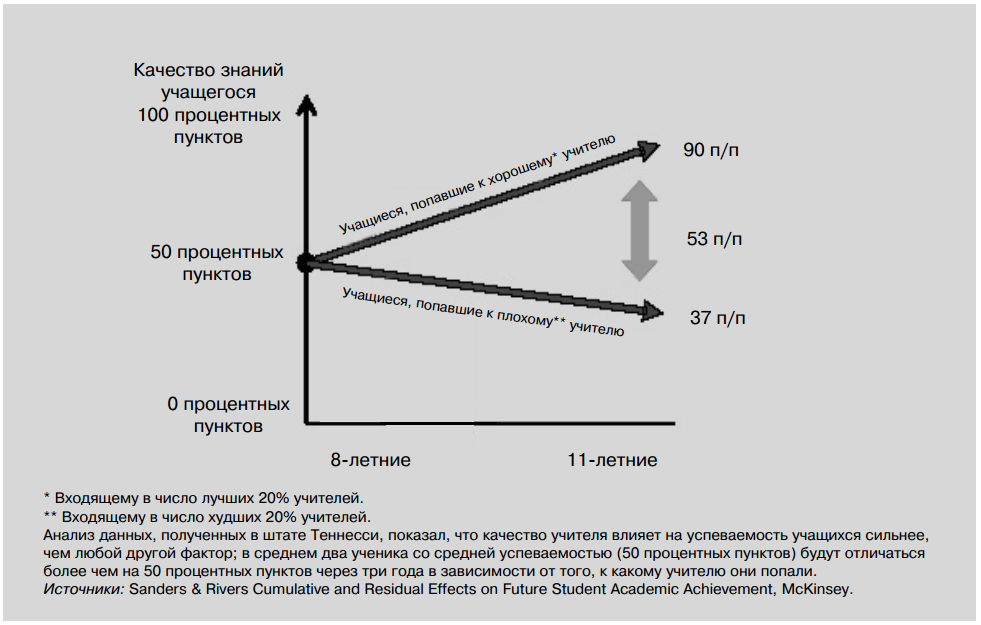 Качество знаний
учащегося
100 процентных
пунктов
Учащиеся, попавшие к хорошему* учителю
90 п/п
50 процентных
пунктов
53 п/п
Учащиеся, попавшие к плохому** учителю
37 п/п
0 процентных
пунктов
8-летние
11-летние
* Входящему в число лучших 20% учителей.
** Входящему в число худших 20% учителей.
Анализ данных, полученных в штате Теннесси, показал, что качество учителя влияет на успеваемость учащихся сильнее,
чем любой другой фактор; в среднем два ученика со средней успеваемостью (50 процентных пунктов) будут отличаться
более чем на 50 процентных пунктов через три года в зависимости от того, к какому учителю они попали.
Источники: Sanders & Rivers Cumulative and Residual Effects on Future Student Academic Achievement, McKinsey.